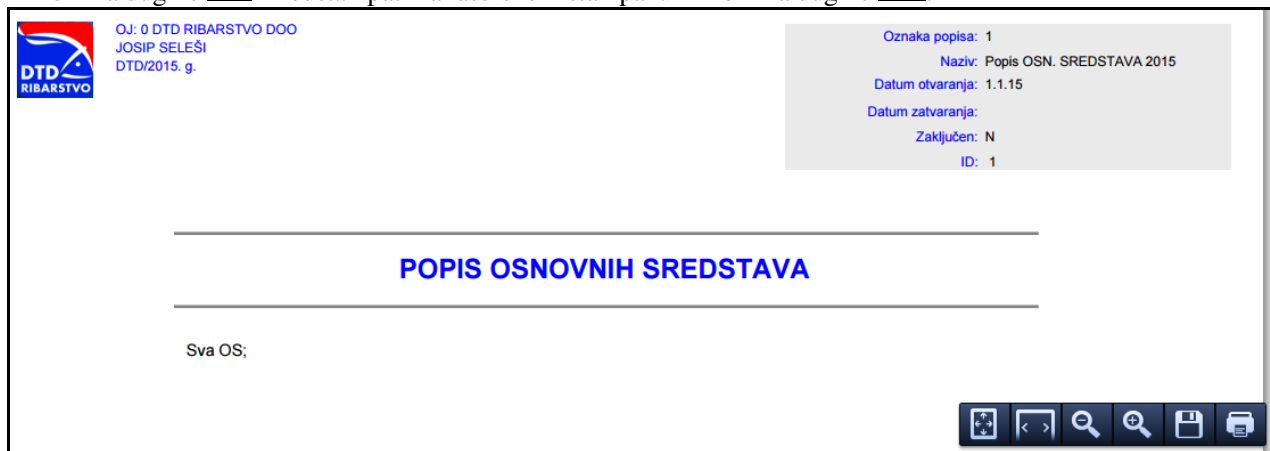 DTD
RIBARSTVO
OJ: 0 DTD RIBARSTVO DOO
JOSIP SELEŠI
DTD/2015. g.
Oznaka popisa: 1
Naziv: Popis OSN. SREDSTAVA 2015
Datum otvaranja: 1.1.15
Datum zatvaranja:
Zaključen: N
ID: 1
POPIS OSNOVNIH SREDSTAVA
Sva OS;